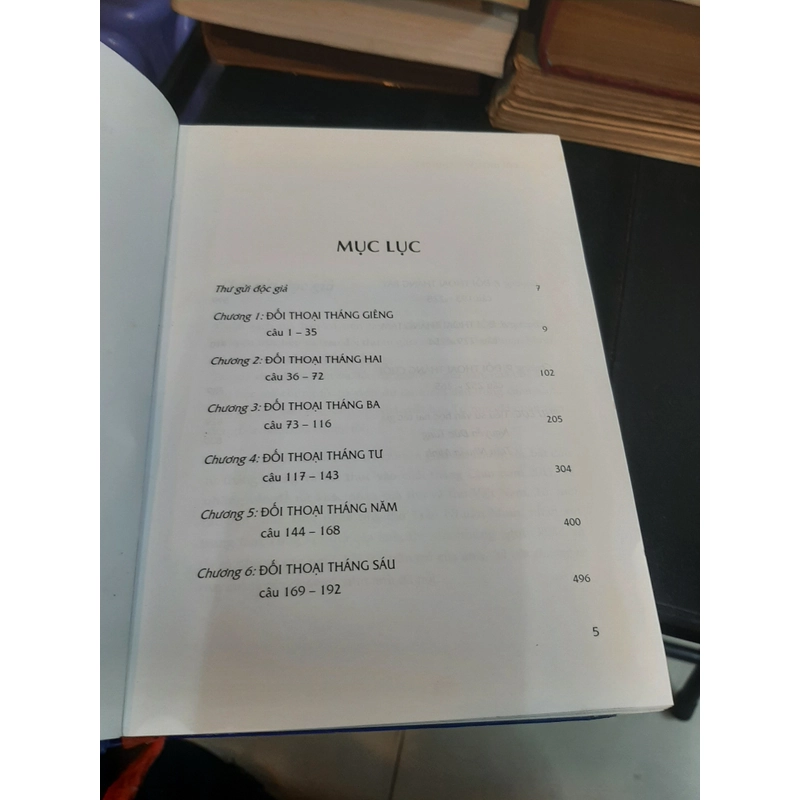 MỤC LỤC
Thư gửi độc giả 7
Chương 1: ĐỐI THOẠI THÁNG GIÊNG
câu 1 – 35 9
Chương 2: ĐỐI THOẠI THÁNG HAI
câu 36 – 72 102
Chương 3: ĐỐI THOẠI THÁNG BA
câu 73 – 116 205
Chương 4: ĐỐI THOẠI THÁNG TƯ
câu 117 – 143 304
Chương 5: ĐỐI THOẠI THÁNG NĂM
câu 144 – 168 400
Chương 6: ĐỐI THOẠI THÁNG SÁU
câu 169 – 192 496
5